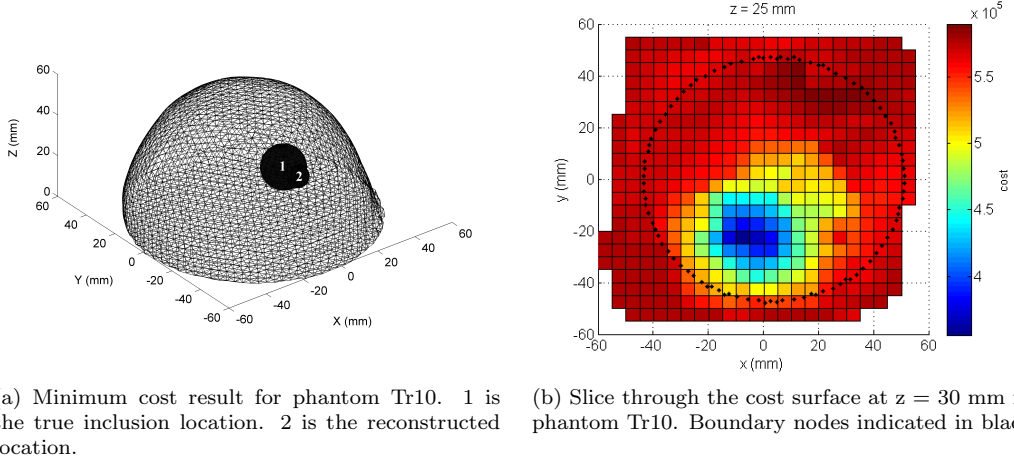 z = 25 mm
x 10⁵
60
40
20
0
Z (mm)
60
40
20
0
-20
-40
-60
Y (mm)
-60
-40
-20
0
20
40
60
X (mm)
1
2
60
40
20
0
-20
-40
-60
y (mm)
-60
-40
-20
0
20
40
60
x (mm)
5.5
5
4.5
4
cost
a) Minimum cost result for phantom Tr10. 1 is
the true inclusion location. 2 is the reconstructed
location.
(b) Slice through the cost surface at z = 30 mm
phantom Tr10. Boundary nodes indicated in